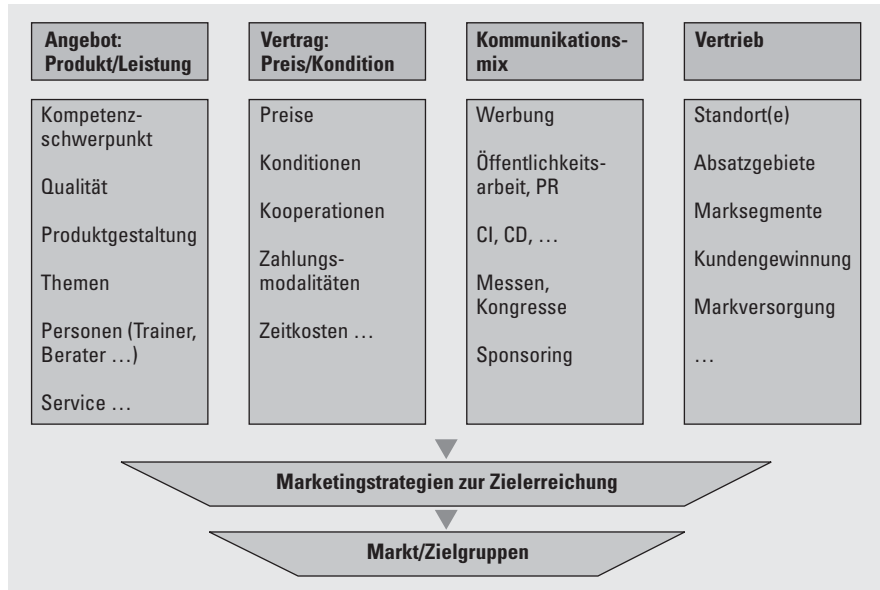 Angebot:
Produkt/Leistung
Kompetenz-
schwerpunkt
Qualität
Produktgestaltung
Themen
Personen (Trainer,
Berater …)
Service …
Vertrag:
Preis/Kondition
Preise
Konditionen
Kooperationen
Zahlungs-
modalitäten
Zeitkosten …
Kommunikations-
mix
Werbung
Öffentlichkeits-
arbeit, PR
CI, CD, …
Messen,
Kongresse
Sponsoring
Vertrieb
Standort(e)
Absatzgebiete
Marksegmente
Kundengewinnung
Markversorgung
…
Marketingstrategien zur Zielerreichung
Markt/Zielgruppen